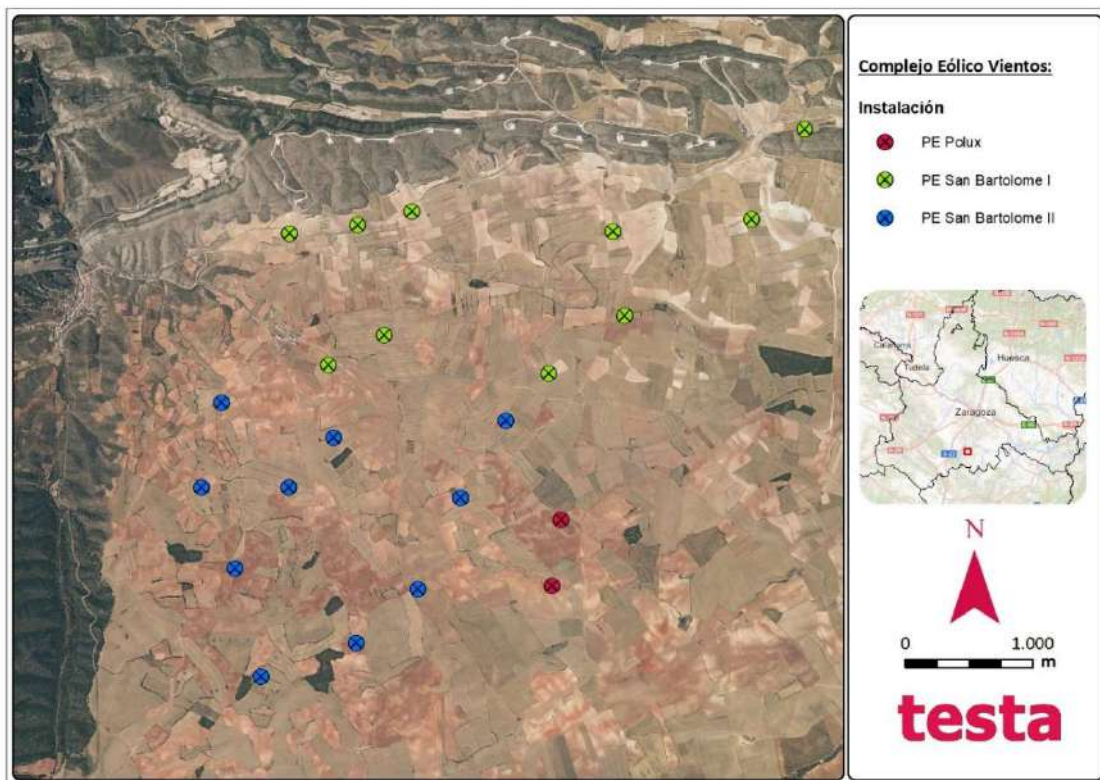 Complejo Eólico Vientos:
Instalación
PE Polux
PE San Bartolome I
PE San Bartolome II
Tudela
Huesca
Zaragoza
N
0 1.000
m
testa